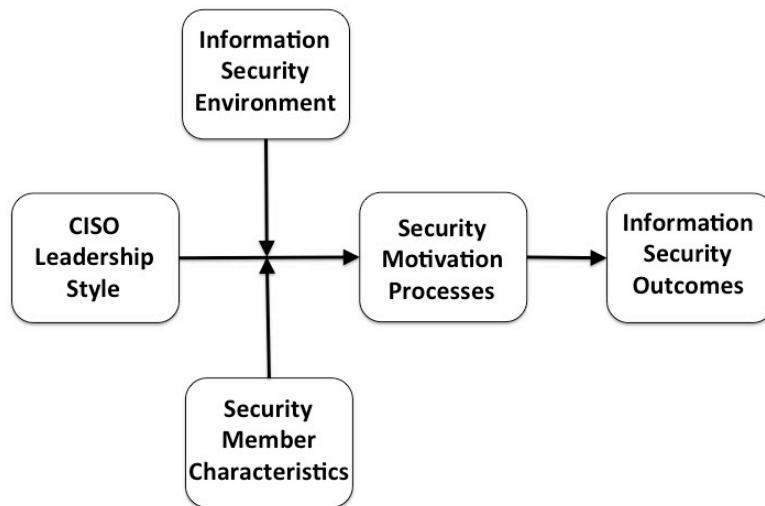 Information
Security
Environment
CISO
Leadership
Style
Security
Motivation
Processes
Information
Security
Outcomes
Security
Member
Characteristics